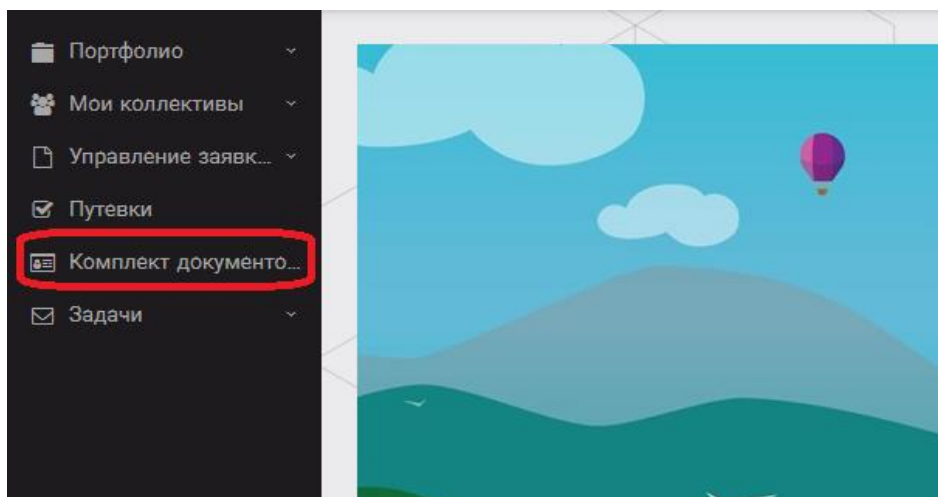 Портфолио
Мои коллективы
Управление заявк...
Путевки
Комплект документо...
Задачи